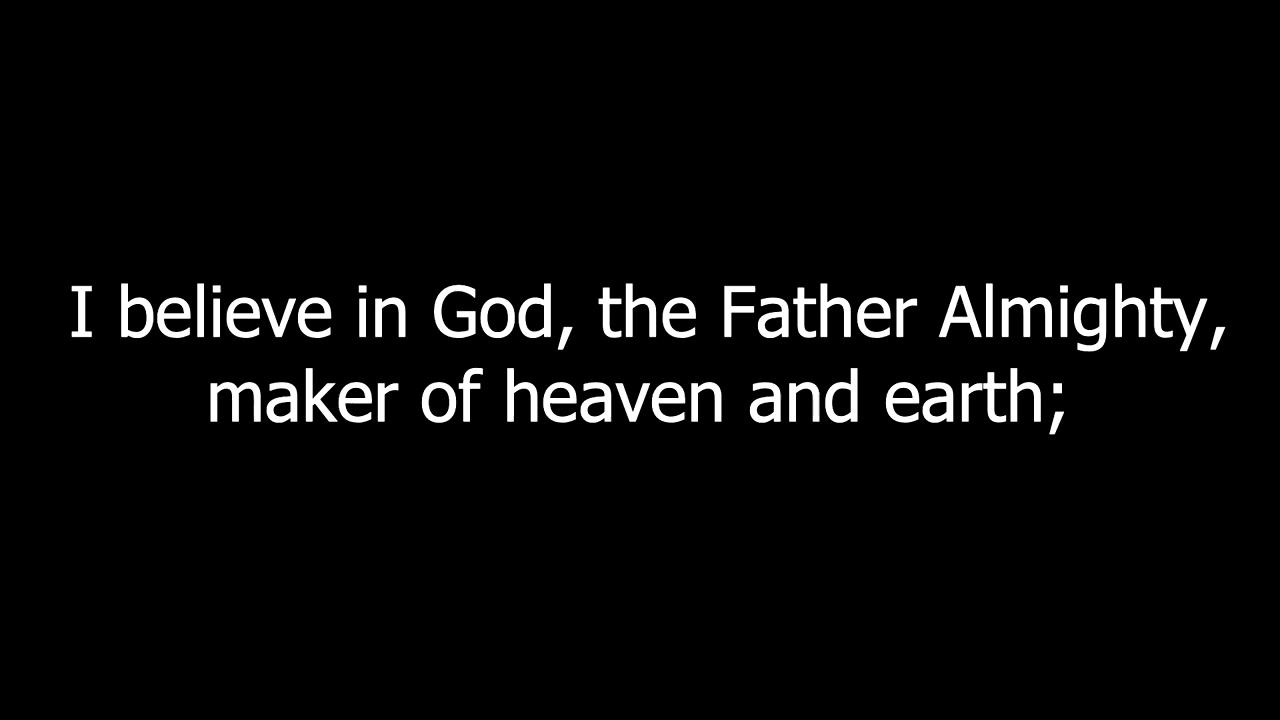 I believe in God, the Father Almighty,
maker of heaven and earth;